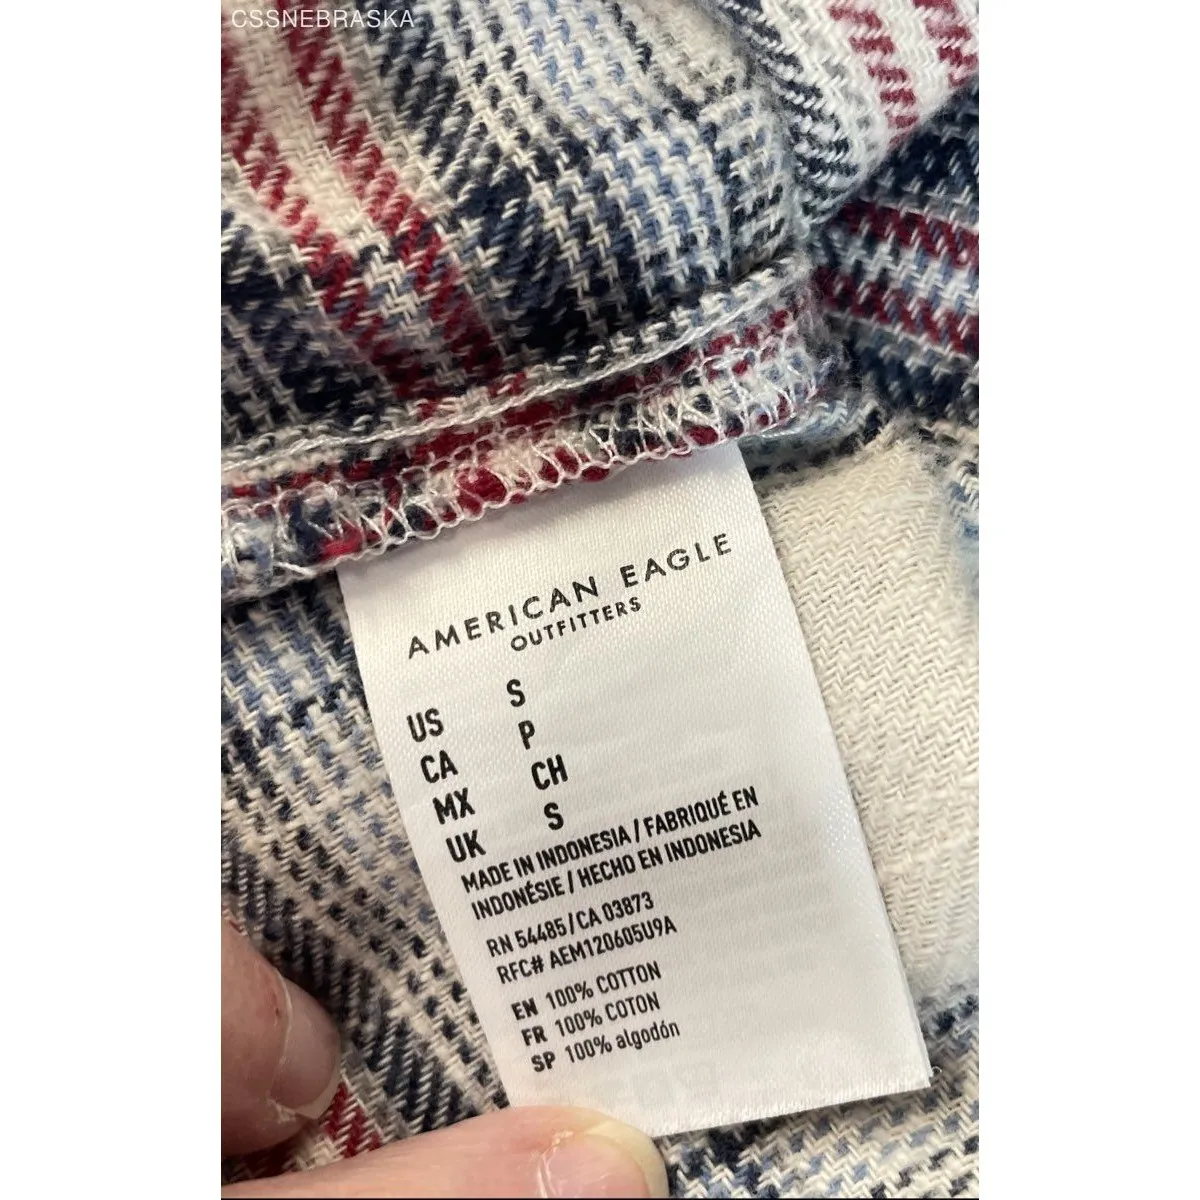 CSSNEBRASKA
AMERICAN EAGLE
OUTFITTERS
US S
CA P
MX CH
UK S
MADE IN INDONESIA / FABRIQUÉ EN
INDONÉSIE / HECHO EN INDONESIA
RN 54485 / CA 03873
RFC# AEM120605U9A
EN 100% COTTON
FR 100% COTON
SP 100% algodón